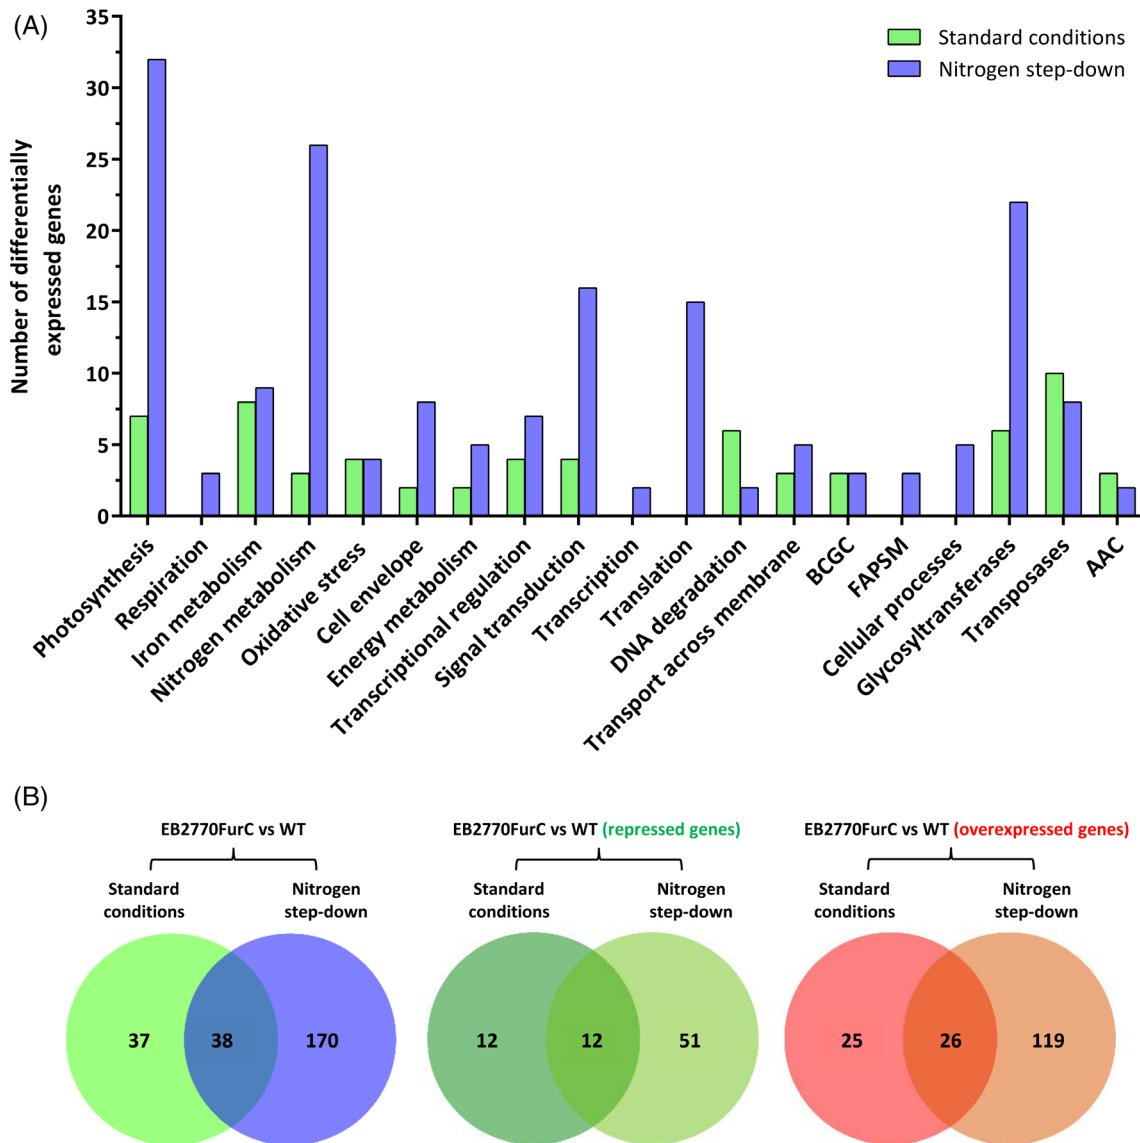 (A)
Standard conditions
Nitrogen step-down
Number of differentially
expressed genes
35
30
25
20
15
10
5
0
Photosynthesis
Respiration
Iron metabolism
Nitrogen metabolism
Oxidative stress
Cell envelope
Energy metabolism
Transcriptional regulation
Signal transduction
Transcription
Translation
DNA degradation
Transport across membrane
BCGC
FAPSM
Cellular processes
Glycosyltransferases
Transposases
AAC
(B)
EB2770FurC vs WT
Standard
conditions
Nitrogen
step-down
37
38
170
EB2770FurC vs WT (repressed genes)
Standard
conditions
Nitrogen
step-down
12
12
51
EB2770FurC vs WT (overexpressed genes)
Standard
conditions
Nitrogen
step-down
25
26
119